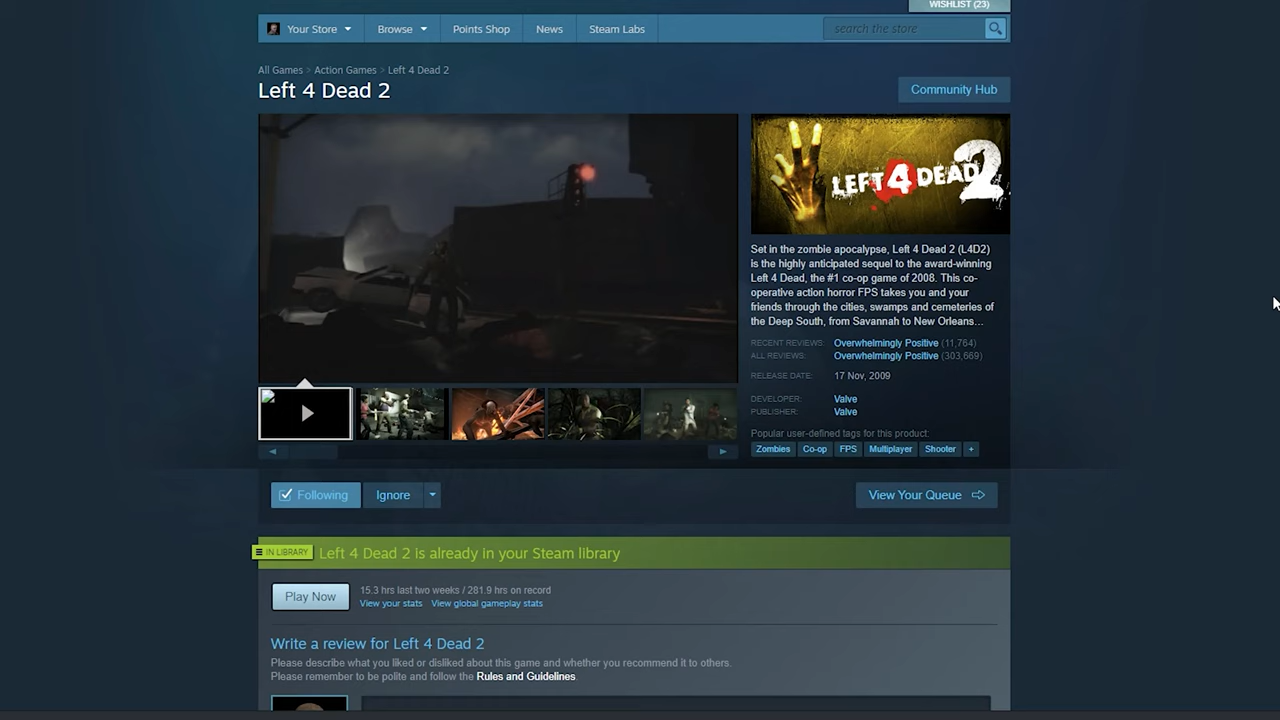 WISHLIST (23)
Your Store
Browse
Points Shop
News
Steam Labs
search the store
All Games > Action Games > Left 4 Dead 2
Left 4 Dead 2
Community Hub
LEFT 4 DEAD 2
Set in the zombie apocalypse, Left 4 Dead 2 (L4D2)
is the highly anticipated sequel to the award-winning
Left 4 Dead, the #1 co-op game of 2008. This co-
operative action horror FPS takes you and your
friends through the cities, swamps and cemeteries of
the Deep South, from Savannah to New Orleans...
RECENT REVIEWS: Overwhelmingly Positive (11,764)
ALL REVIEWS: Overwhelmingly Positive (303,669)
RELEASE DATE: 17 Nov, 2009
DEVELOPER: Valve
PUBLISHER: Valve
Popular user-defined tags for this product:
Zombies Co-op FPS Multiplayer Shooter +
Following
Ignore
View Your Queue
IN LIBRARY
Left 4 Dead 2 is already in your Steam library
Play Now
15.3 hrs last two weeks / 281.9 hrs on record
View your stats View global gameplay stats
Write a review for Left 4 Dead 2
Please describe what you liked or disliked about this game and whether you recommend it to others.
Please remember to be polite and follow the Rules and Guidelines.